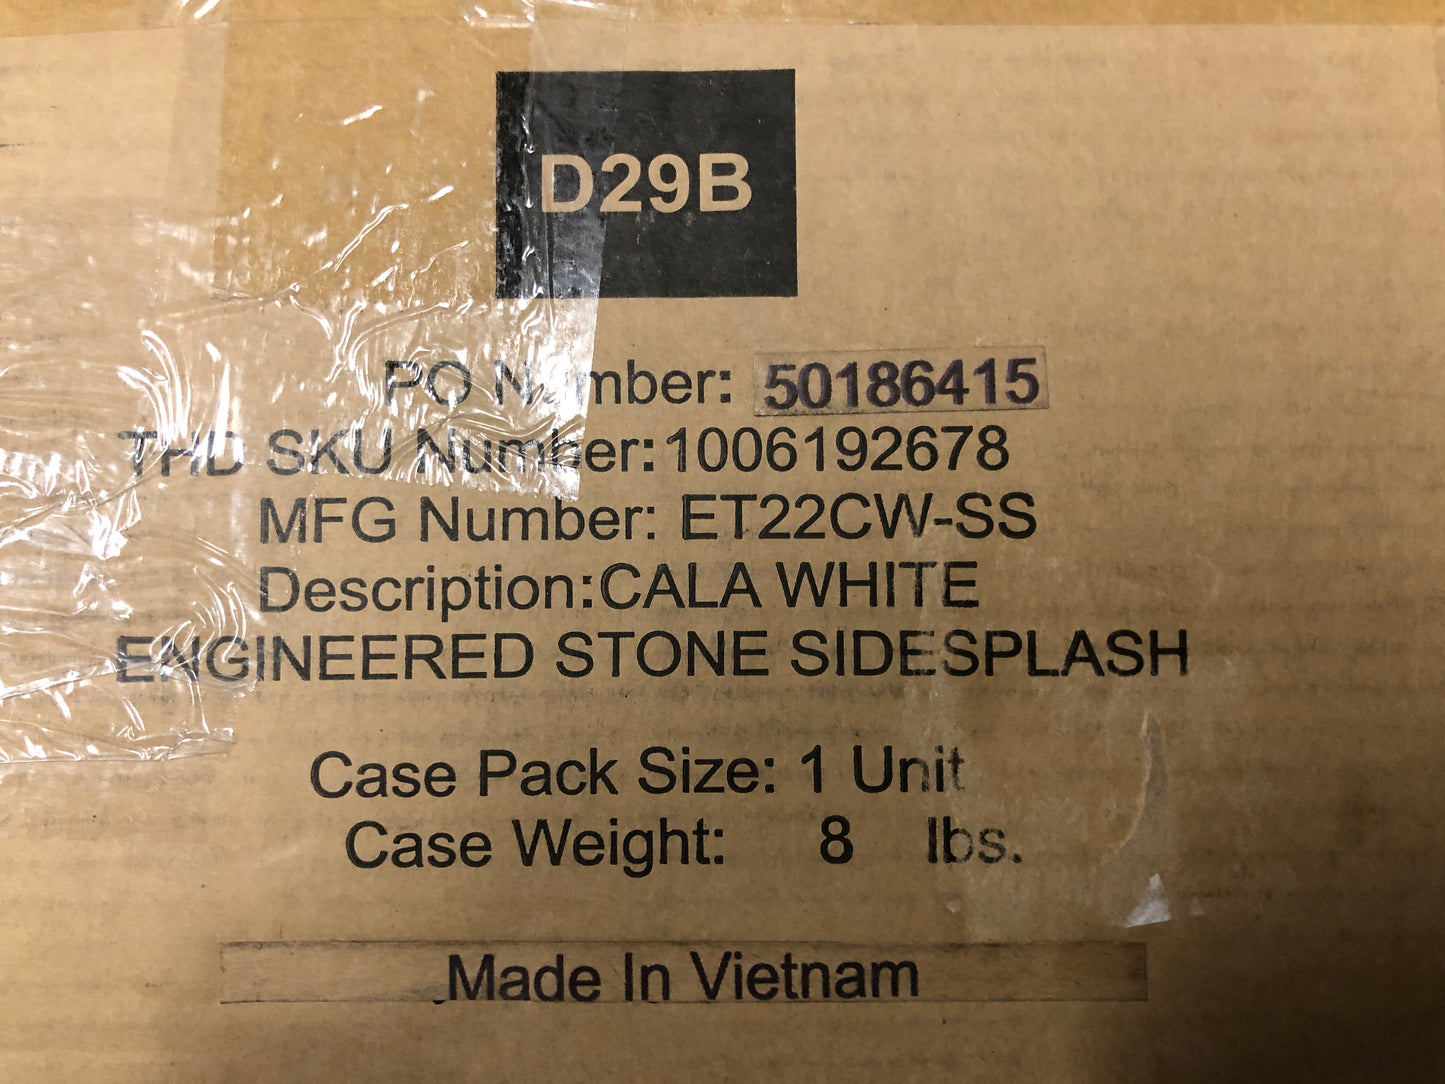 D29B
PO Number: 50186415
THD SKU Number:1006192678
MFG Number: ET22CW-SS
Description:CALA WHITE
ENGINEERED STONE SIDESPLASH
Case Pack Size: 1 Unit
Case Weight: 8 lbs.
Made In Vietnam